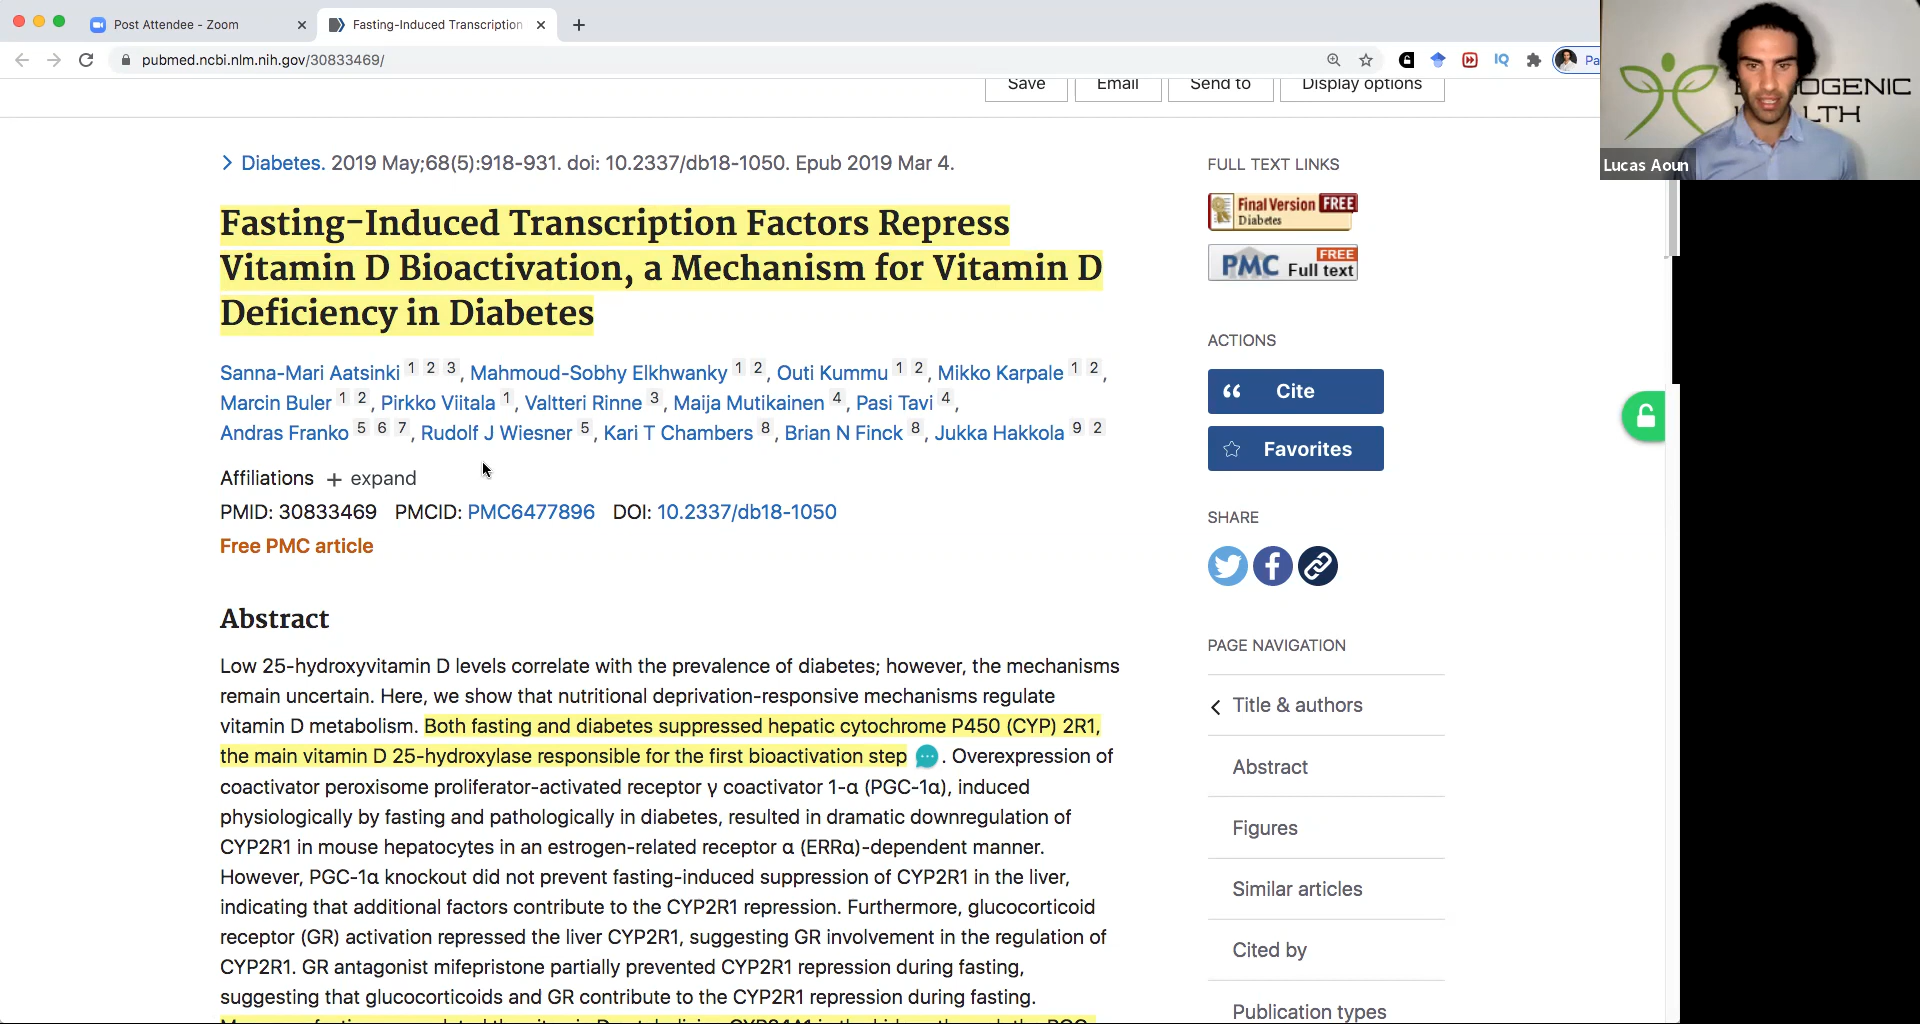 Post Attendee - Zoom
Fasting-Induced Transcription
pubmed.ncbi.nlm.nih.gov/30833469/
IQ
Pa
OGENIC
LTH
Lucas Aoun
Save
Email
Send to
Display options
Diabetes. 2019 May;68(5):918-931. doi: 10.2337/db18-1050. Epub 2019 Mar 4.
Fasting-Induced Transcription Factors Repress
Vitamin D Bioactivation, a Mechanism for Vitamin D
Deficiency in Diabetes
Sanna-Mari Aatsinki 1 2 3, Mahmoud-Sobhy Elkhwanky 1 2, Outi Kummu 1 2, Mikko Karpale 1 2,
Marcin Buler 1 2, Pirkko Viitala 1, Valtteri Rinne 3, Maija Mutikainen 4, Pasi Tavi 4,
Andras Franko 5 6 7, Rudolf J Wiesner 5, Kari T Chambers 8, Brian N Finck 8, Jukka Hakkola 9 2
Affiliations + expand
PMID: 30833469 PMCID: PMC6477896 DOI: 10.2337/db18-1050
Free PMC article
Abstract
Low 25-hydroxyvitamin D levels correlate with the prevalence of diabetes; however, the mechanisms
remain uncertain. Here, we show that nutritional deprivation-responsive mechanisms regulate
vitamin D metabolism. Both fasting and diabetes suppressed hepatic cytochrome P450 (CYP) 2R1,
the main vitamin D 25-hydroxylase responsible for the first bioactivation step . Overexpression of
coactivator peroxisome proliferator-activated receptor γ coactivator 1-α (PGC-1α), induced
physiologically by fasting and pathologically in diabetes, resulted in dramatic downregulation of
CYP2R1 in mouse hepatocytes in an estrogen-related receptor α (ERRα)-dependent manner.
However, PGC-1α knockout did not prevent fasting-induced suppression of CYP2R1 in the liver,
indicating that additional factors contribute to the CYP2R1 repression. Furthermore, glucocorticoid
receptor (GR) activation repressed the liver CYP2R1, suggesting GR involvement in the regulation of
CYP2R1. GR antagonist mifepristone partially prevented CYP2R1 repression during fasting,
suggesting that glucocorticoids and GR contribute to the CYP2R1 repression during fasting.
FULL TEXT LINKS
Final Version FREE
Diabetes
FREE
PMC Full text
ACTIONS
Cite
Favorites
SHARE
PAGE NAVIGATION
Title & authors
Abstract
Figures
Similar articles
Cited by
Publication types